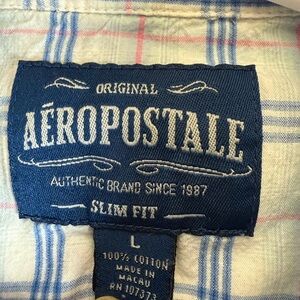 ORIGINAL
AÉROPOSTALE
AUTHENTIC BRAND SINCE 1987
SLIM FIT
L
100% COTTON
MADE IN
MACAU
RN 107373